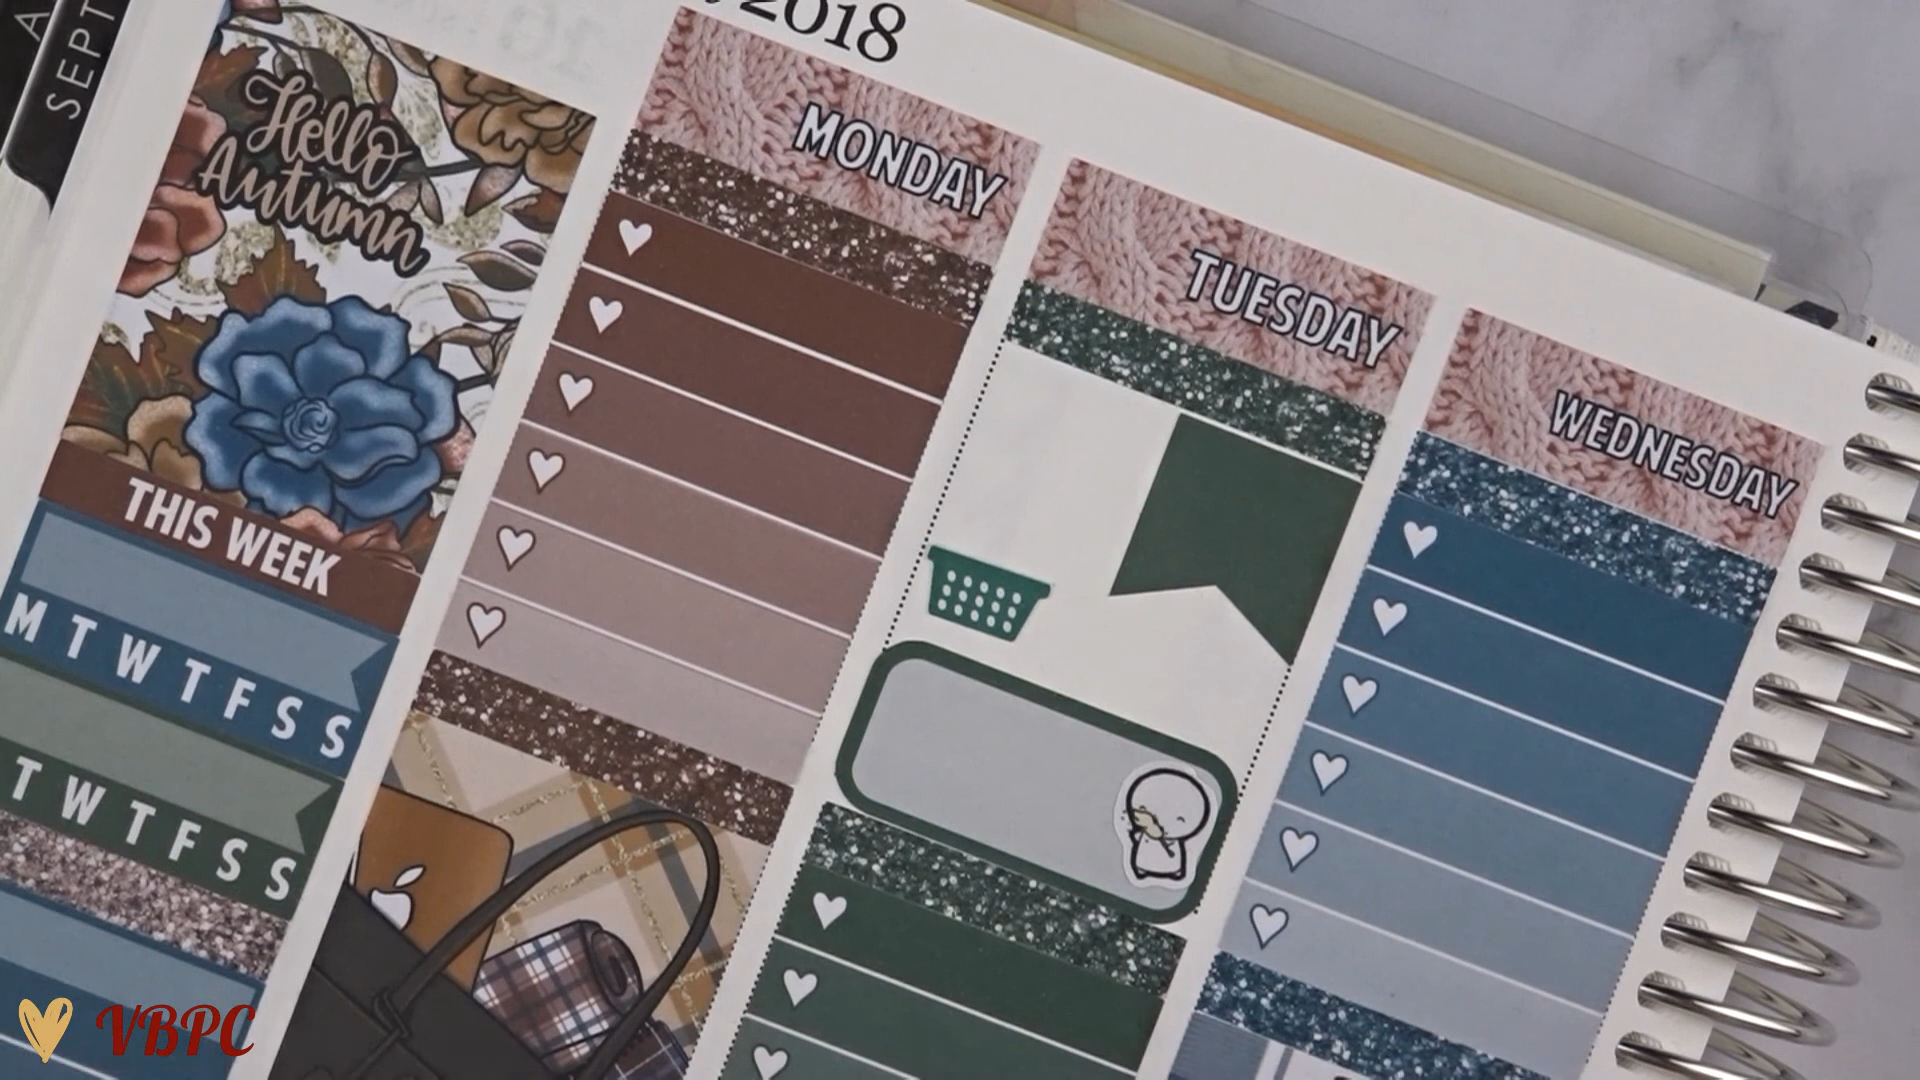 SEPT
2018
Hello
Autumn
THIS WEEK
M T W T F S S
T W T F S S
MONDAY
TUESDAY
WEDNESDAY
VBPC